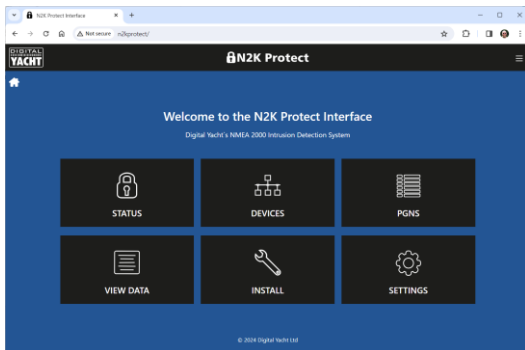 N2K Protect Interface
Not secure n2kprotect/
DIGITAL
YACHT
N2K Protect
Welcome to the N2K Protect Interface
Digital Yacht's NMEA 2000 Intrusion Detection System
STATUS
DEVICES
PGNS
VIEW DATA
INSTALL
SETTINGS
© 2024 Digital Yacht Ltd